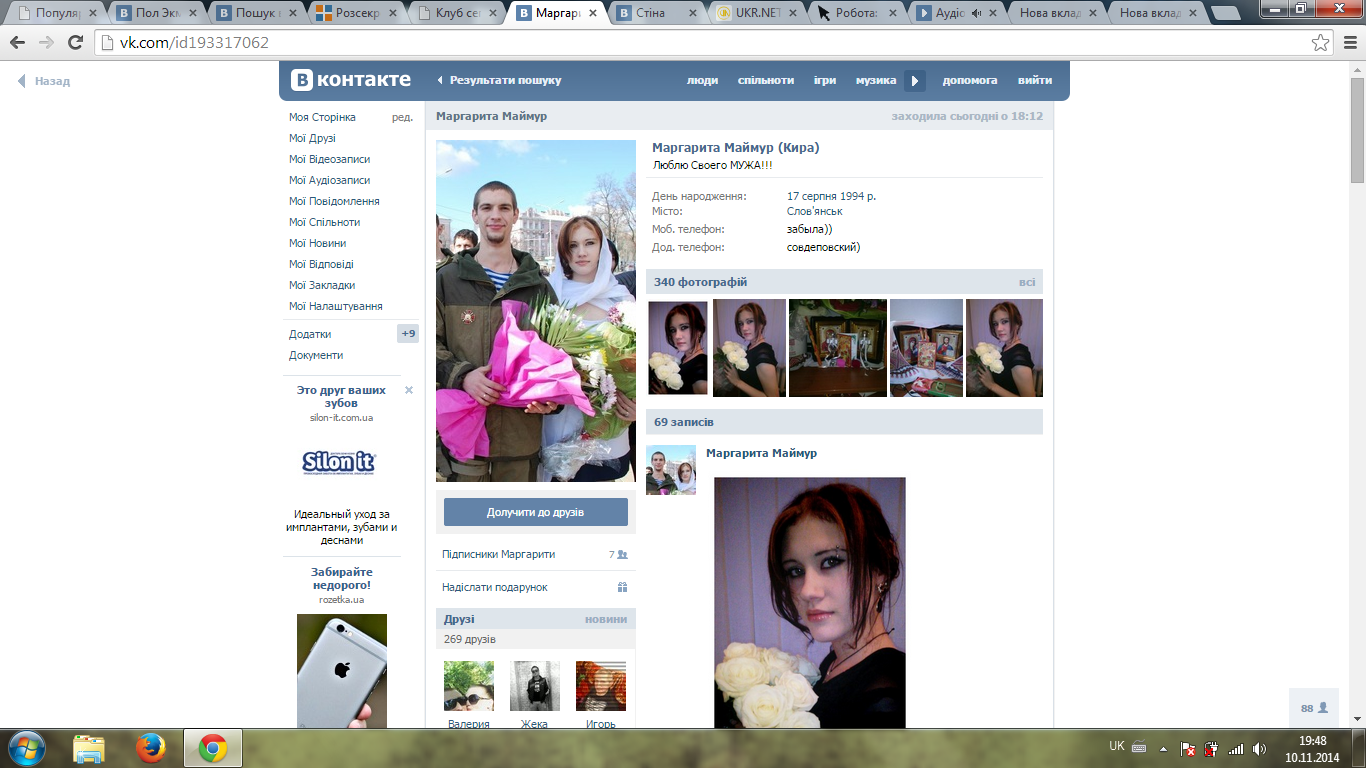 Популяр
Пол Экм
Пошук
Розсекр
Клуб се
Маргари
Стіна
UKR.NET
Робота:
Аудіо
Нова вклад
Нова вклад
vk.com/id193317062
Назад
В контакте
Результати пошуку
люди
спільноти
ігри
музика
допомога
вийти
Моя Сторінка ред.
Мої Друзі
Мої Відеозаписи
Мої Аудіозаписи
Мої Повідомлення
Мої Спільноти
Мої Новини
Мої Відповіді
Мої Закладки
Мої Налаштування
Додатки +9
Документи
Это друг ваших
зубов
silon-it.com.ua
Silon it
Идеальный уход за
имплантами, зубами и
деснами
Забирайте
недорого!
rozetka.ua
Маргарита Маймур заходила сьогодні о 18:12
Долучити до друзів
Підписники Маргарити 7
Надіслати подарунок
Друзі новини
269 друзів
Валерия
Жека
Игорь
Маргарита Маймур (Кира)
Люблю Своего МУЖА!!!
День народження: 17 серпня 1994 р.
Місто: Слов'янськ
Моб. телефон: забыла))
Дод. телефон: совдеповский)
340 фотографій всі
69 записів
Маргарита Маймур
88
UK
19:48
10.11.2014